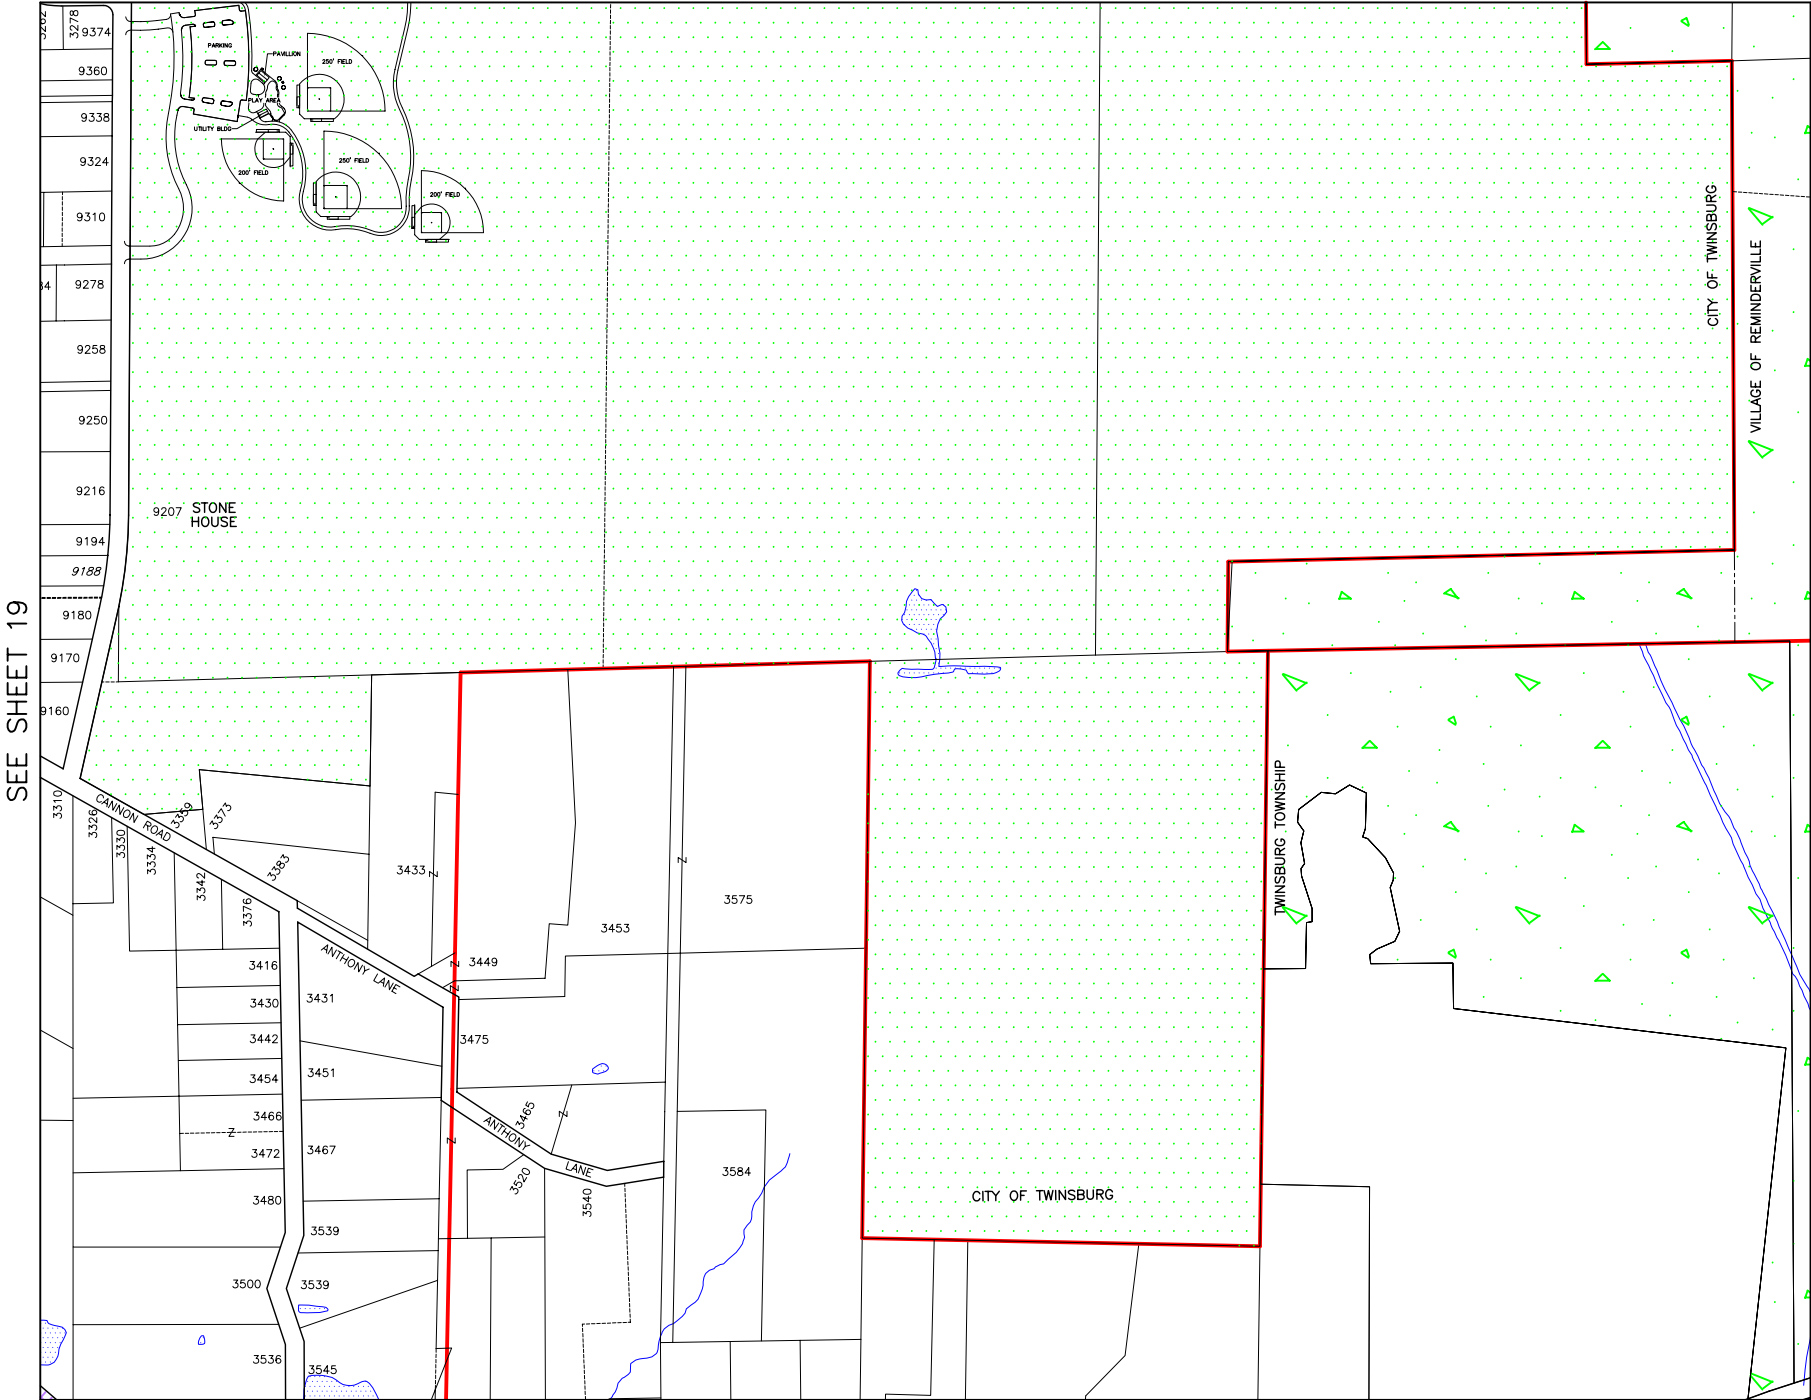 3278
9374
9360
9338
9324
9310
9278
9258
9250
9216
9194
9188
9180
9170
9160
SEE SHEET 19
PARKING
PAVILLION
PLAY AREA
UTILITY BLDG
250' FIELD
200' FIELD
250' FIELD
200' FIELD
9207
STONE
HOUSE
CITY OF TWINSBURG
VILLAGE OF REMINDERVILLE
TWINSBURG TOWNSHIP
CITY OF TWINSBURG
CANNON ROAD
3310
3326
3330
3334
3342
3376
3359
3373
3383
3433
Z
ANTHONY LANE
3416
3430
3442
3454
3466
Z
3472
3480
3500
3536
3431
3451
3467
3539
3539
3545
3449
Z
Z
3475
3453
Z
3575
3465
Z
ANTHONY
LANE
Z
3520
3540
3584